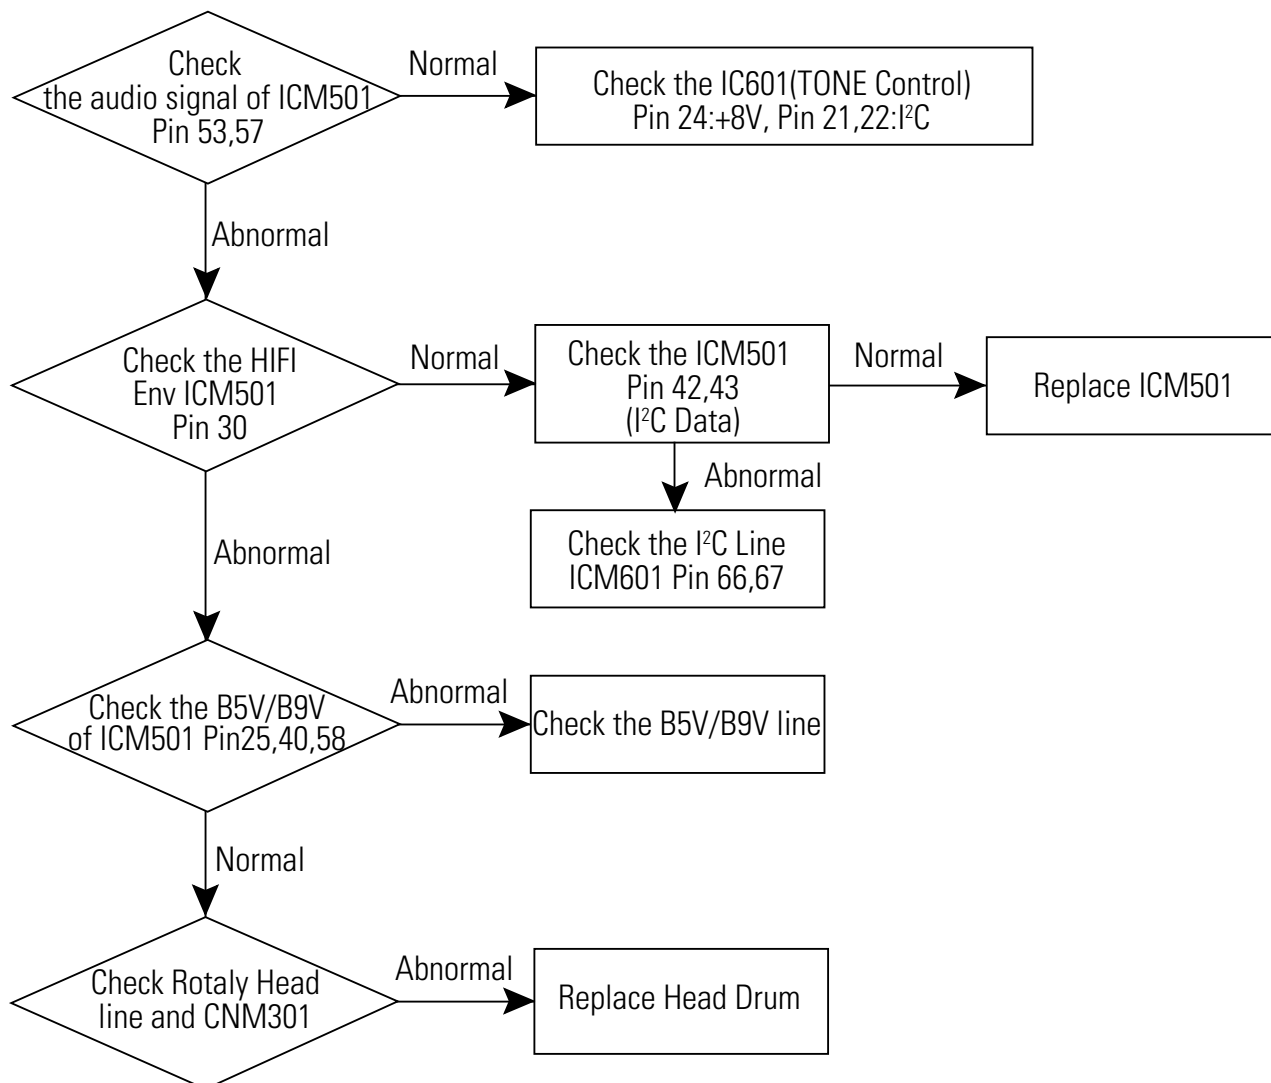 Check
the audio signal of ICM501
Pin 53,57
Normal
Check the IC601(TONE Control)
Pin 24:+8V, Pin 21,22:I²C
Abnormal
Check the HIFI
Env ICM501
Pin 30
Normal
Check the ICM501
Pin 42,43
(I²C Data)
Normal
Replace ICM501
Abnormal
Check the I²C Line
ICM601 Pin 66,67
Abnormal
Check the B5V/B9V
of ICM501 Pin25,40,58
Abnormal
Check the B5V/B9V line
Normal
Check Rotaly Head
line and CNM301
Abnormal
Replace Head Drum